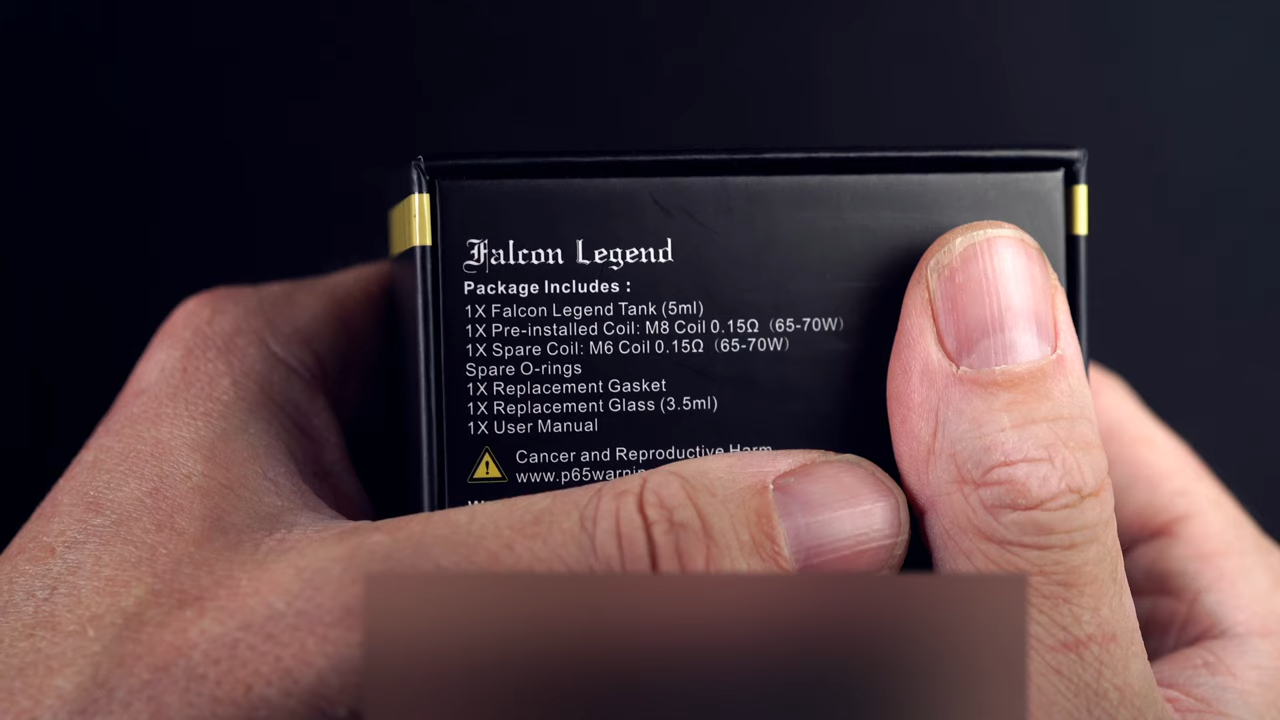 Falcon Legend
Package Includes :
1X Falcon Legend Tank (5ml)
1X Pre-installed Coil: M8 Coil 0.15Ω（65-70W）
1X Spare Coil: M6 Coil 0.15Ω（65-70W）
Spare O-rings
1X Replacement Gasket
1X Replacement Glass (3.5ml)
1X User Manual
Cancer and Reproductive Harm